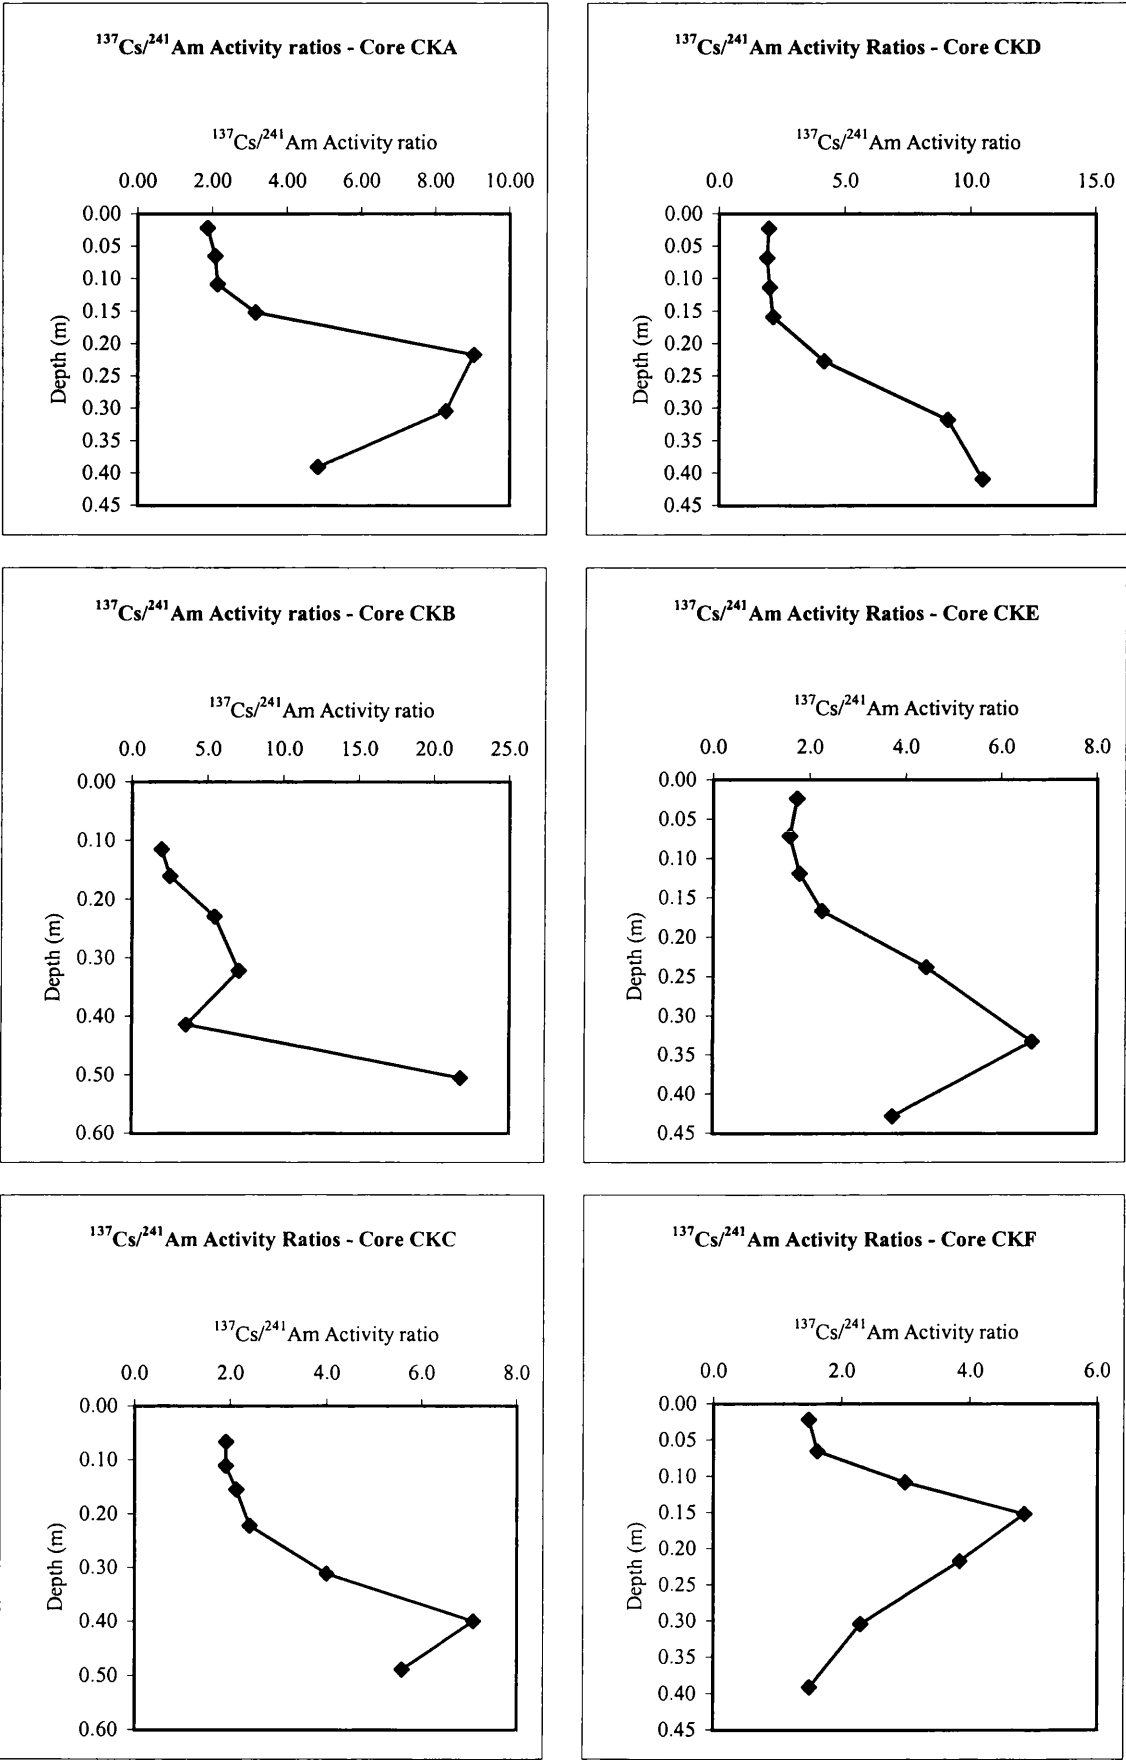 ¹³⁷Cs/²⁴¹Am Activity ratios - Core CKA
¹³⁷Cs/²⁴¹Am Activity ratio
0.00 2.00 4.00 6.00 8.00 10.00
0.00
0.05
0.10
0.15
0.20
0.25
0.30
0.35
0.40
0.45
Depth (m)
¹³⁷Cs/²⁴¹Am Activity Ratios - Core CKD
¹³⁷Cs/²⁴¹Am Activity ratio
0.0 5.0 10.0 15.0
0.00
0.05
0.10
0.15
0.20
0.25
0.30
0.35
0.40
0.45
Depth (m)
¹³⁷Cs/²⁴¹Am Activity ratios - Core CKB
¹³⁷Cs/²⁴¹Am Activity ratio
0.0 5.0 10.0 15.0 20.0 25.0
0.00
0.10
0.20
0.30
0.40
0.50
0.60
Depth (m)
¹³⁷Cs/²⁴¹Am Activity Ratios - Core CKE
¹³⁷Cs/²⁴¹Am Activity ratio
0.0 2.0 4.0 6.0 8.0
0.00
0.05
0.10
0.15
0.20
0.25
0.30
0.35
0.40
0.45
Depth (m)
¹³⁷Cs/²⁴¹Am Activity Ratios - Core CKC
¹³⁷Cs/²⁴¹Am Activity ratio
0.0 2.0 4.0 6.0 8.0
0.00
0.10
0.20
0.30
0.40
0.50
0.60
Depth (m)
¹³⁷Cs/²⁴¹Am Activity Ratios - Core CKF
¹³⁷Cs/²⁴¹Am Activity ratio
0.0 2.0 4.0 6.0
0.00
0.05
0.10
0.15
0.20
0.25
0.30
0.35
0.40
0.45
Depth (m)